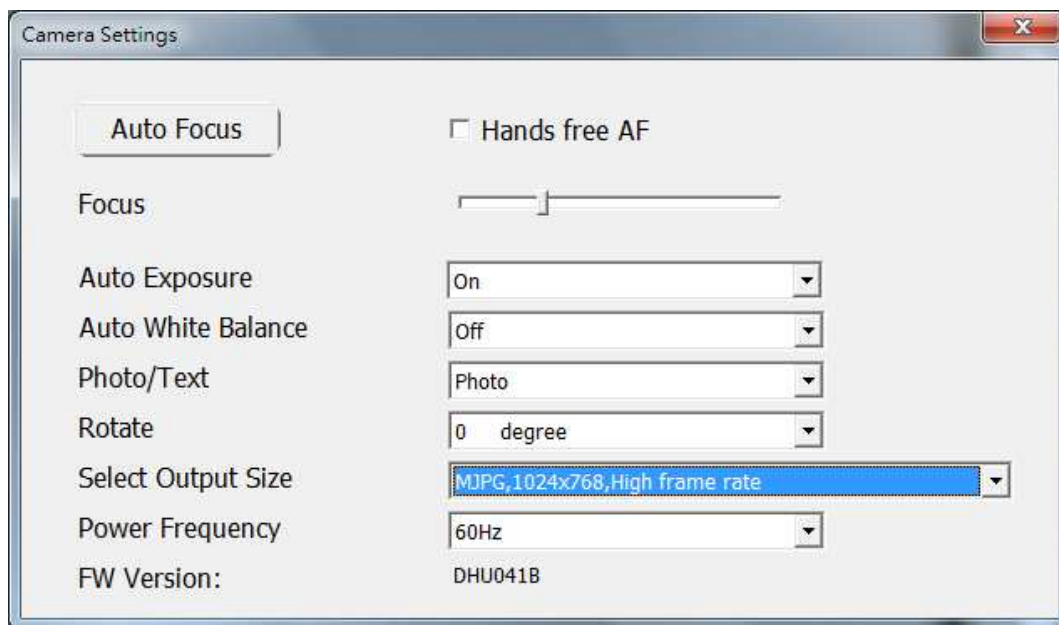 Camera Settings
Auto Focus
Hands free AF
Focus
Auto Exposure
On
Auto White Balance
Off
Photo/Text
Photo
Rotate
0 degree
Select Output Size
MJPG,1024x768,High frame rate
Power Frequency
60Hz
FW Version:
DHU041B